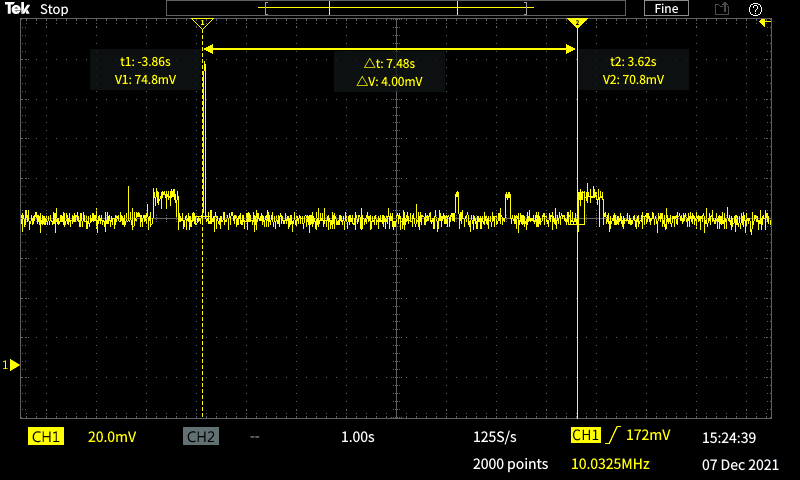 Tek Stop Fine ?
1 2
t1: -3.86s △t: 7.48s t2: 3.62s
V1: 74.8mV △V: 4.00mV V2: 70.8mV
1
CH1 20.0mV CH2 -- 1.00s 125S/s CH1 172mV 15:24:39
2000 points 10.0325MHz 07 Dec 2021